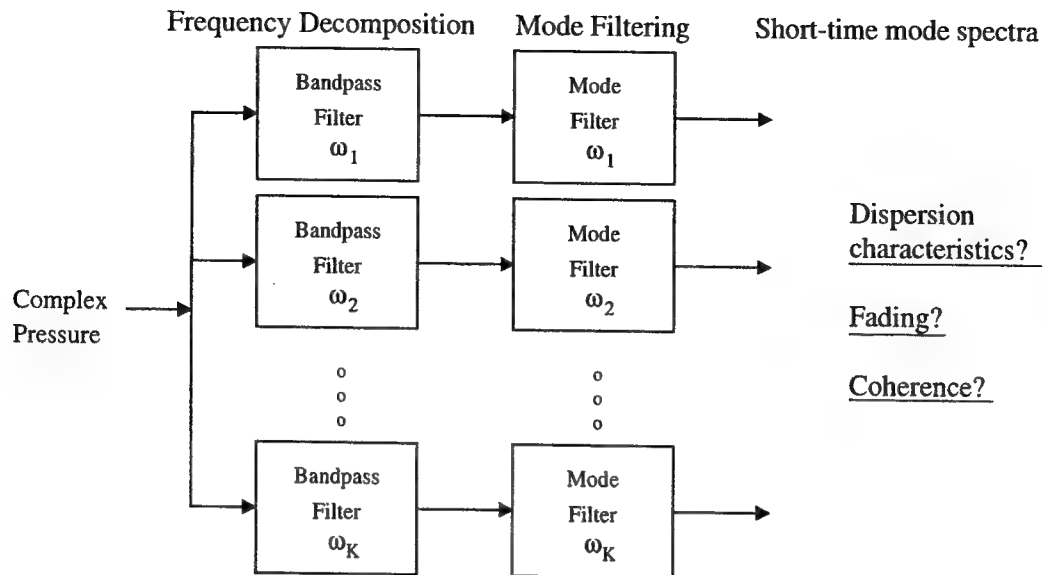 Frequency Decomposition
Mode Filtering
Short-time mode spectra
Bandpass
Filter
ω1
Mode
Filter
ω1
Bandpass
Filter
ω2
Mode
Filter
ω2
Complex
Pressure
Bandpass
Filter
ωK
Mode
Filter
ωK
Dispersion
characteristics?
Fading?
Coherence?